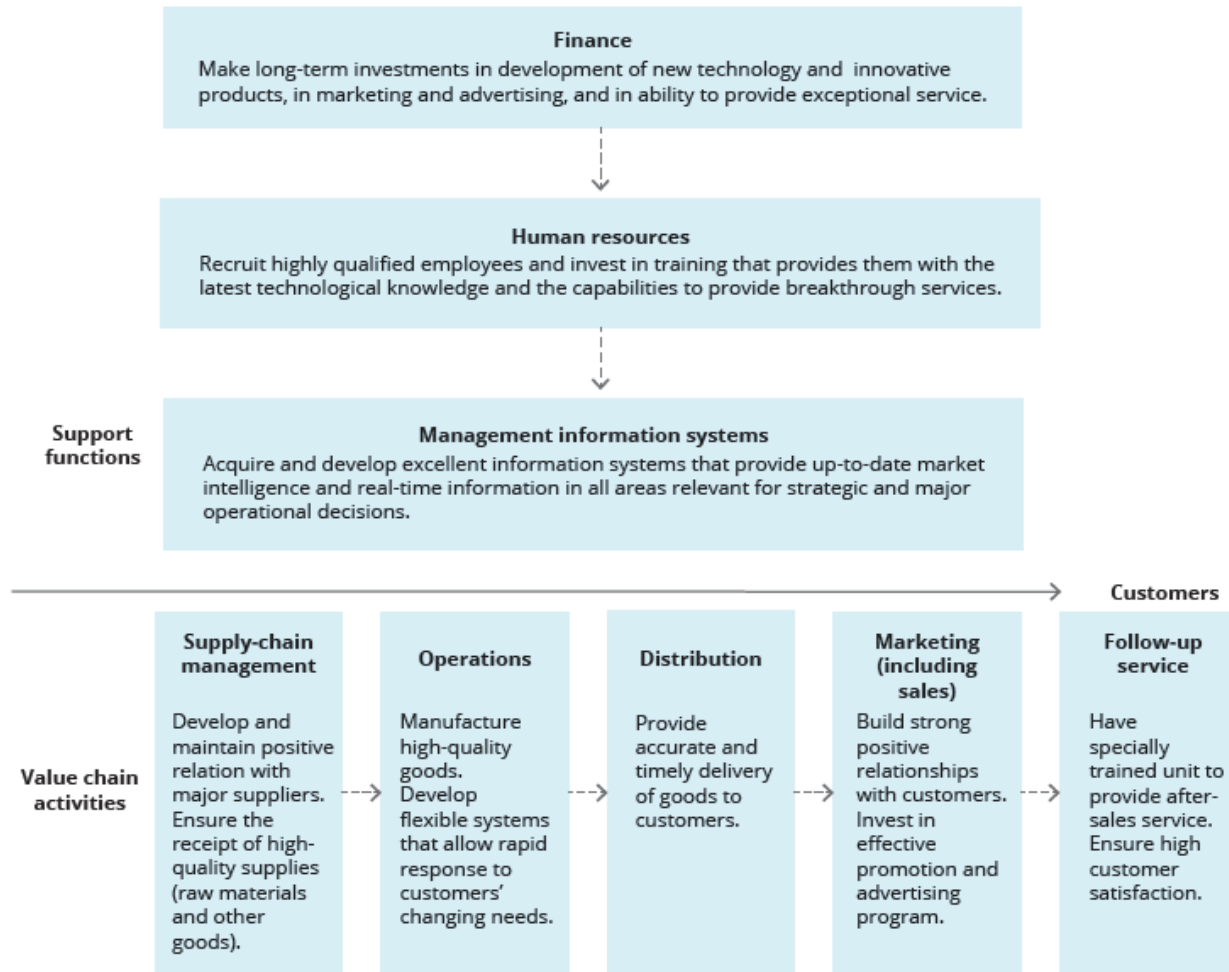 Finance
Make long-term investments in development of new technology and innovative
products, in marketing and advertising, and in ability to provide exceptional service.
Human resources
Recruit highly qualified employees and invest in training that provides them with the
latest technological knowledge and the capabilities to provide breakthrough services.
Support
functions
Management information systems
Acquire and develop excellent information systems that provide up-to-date market
intelligence and real-time information in all areas relevant for strategic and major
operational decisions.
Customers
Value chain
activities
Supply-chain
management
Develop and
maintain positive
relation with
major suppliers.
Ensure the
receipt of high-
quality supplies
(raw materials
and other
goods).
Operations
Manufacture
high-quality
goods.
Develop
flexible systems
that allow rapid
response to
customers’
changing needs.
Distribution
Provide
accurate and
timely delivery
of goods to
customers.
Marketing
(including
sales)
Build strong
positive
relationships
with customers.
Invest in
effective
promotion and
advertising
program.
Follow-up
service
Have
specially
trained unit to
provide after-
sales service.
Ensure high
customer
satisfaction.